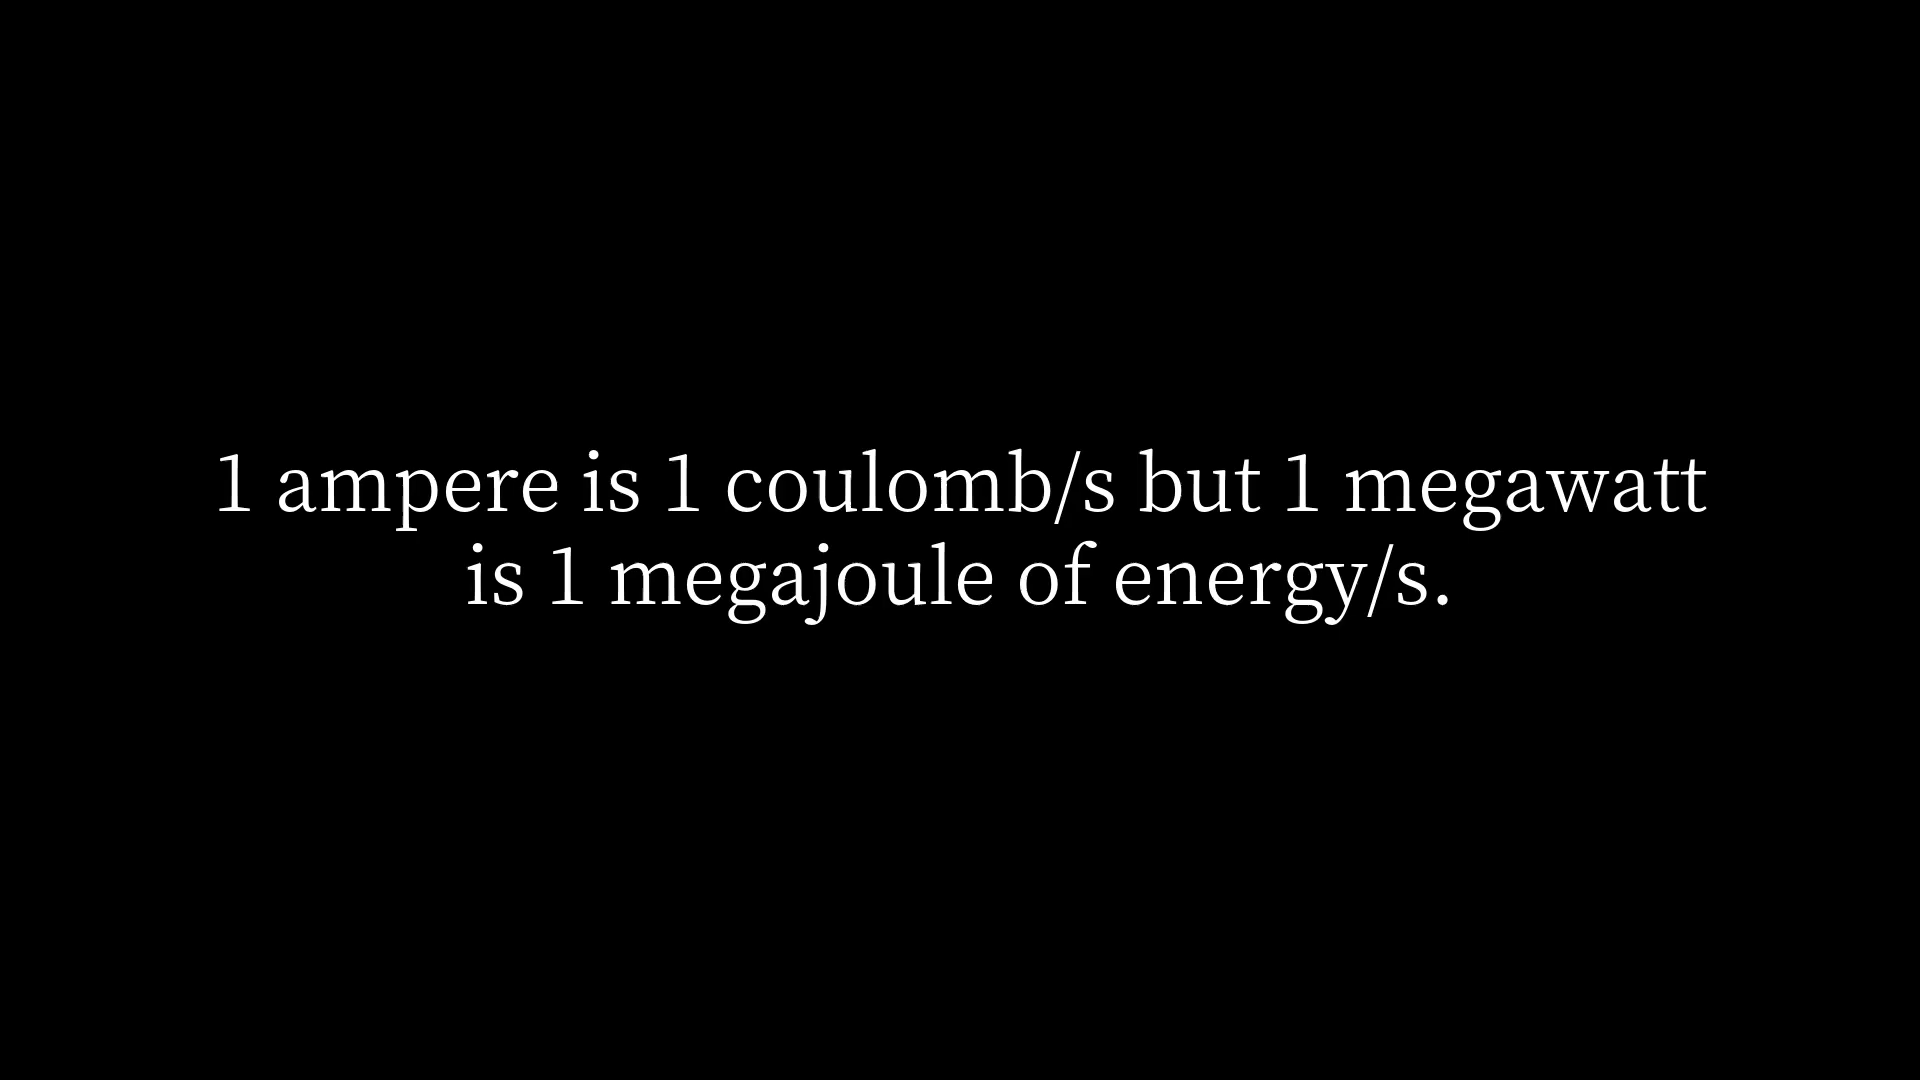 1 ampere is 1 coulomb/s but 1 megawatt
is 1 megajoule of energy/s.